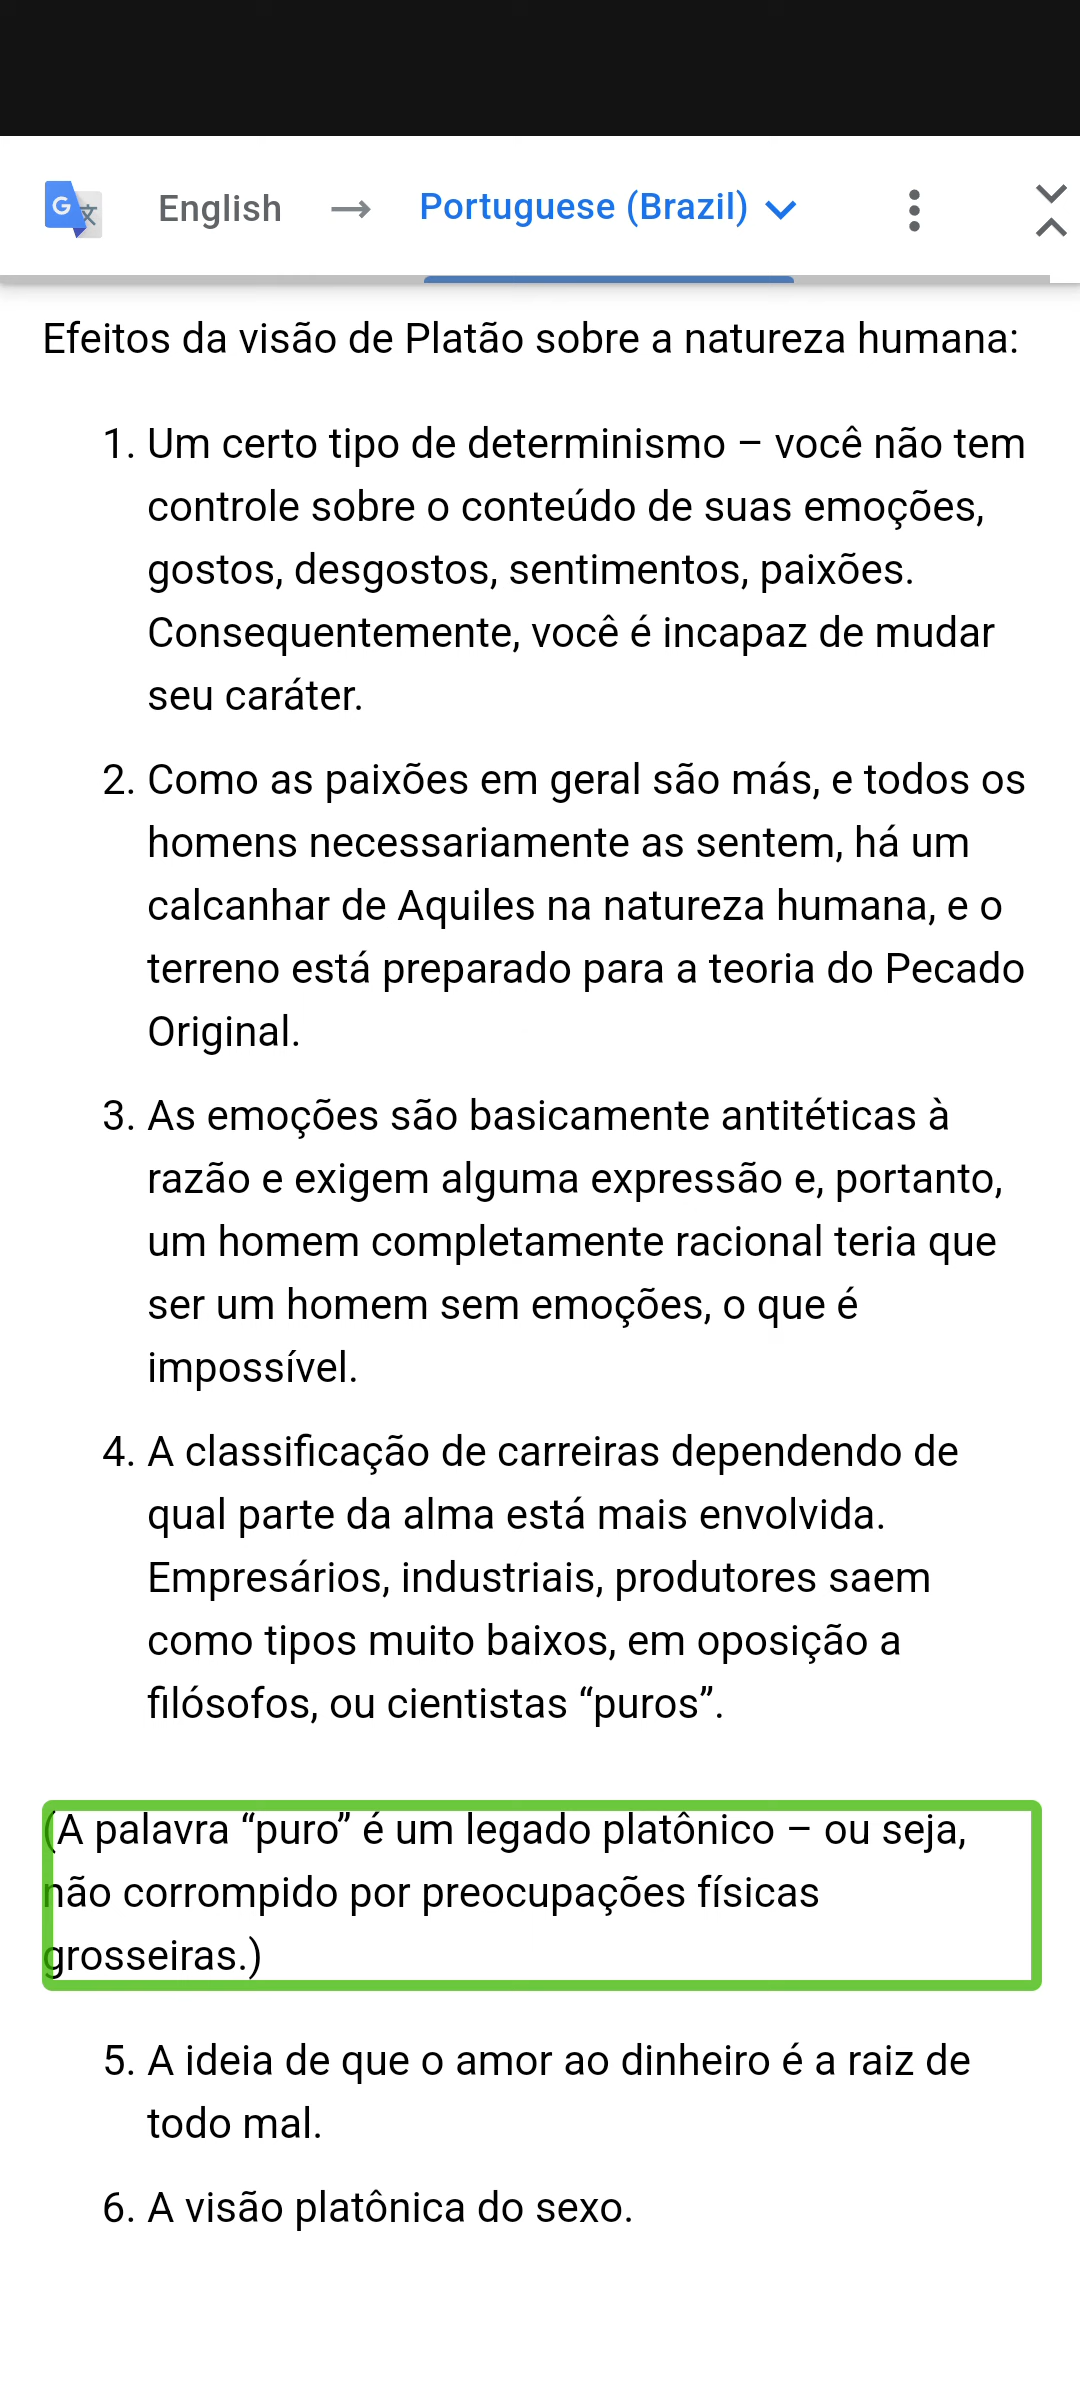 English → Portuguese (Brazil)
Efeitos da visão de Platão sobre a natureza humana:
1. Um certo tipo de determinismo – você não tem
controle sobre o conteúdo de suas emoções,
gostos, desgostos, sentimentos, paixões.
Consequentemente, você é incapaz de mudar
seu caráter.
2. Como as paixões em geral são más, e todos os
homens necessariamente as sentem, há um
calcanhar de Aquiles na natureza humana, e o
terreno está preparado para a teoria do Pecado
Original.
3. As emoções são basicamente antitéticas à
razão e exigem alguma expressão e, portanto,
um homem completamente racional teria que
ser um homem sem emoções, o que é
impossível.
4. A classificação de carreiras dependendo de
qual parte da alma está mais envolvida.
Empresários, industriais, produtores saem
como tipos muito baixos, em oposição a
filósofos, ou cientistas “puros”.
(A palavra “puro” é um legado platônico – ou seja,
não corrompido por preocupações físicas
grosseiras.)
5. A ideia de que o amor ao dinheiro é a raiz de
todo mal.
6. A visão platônica do sexo.